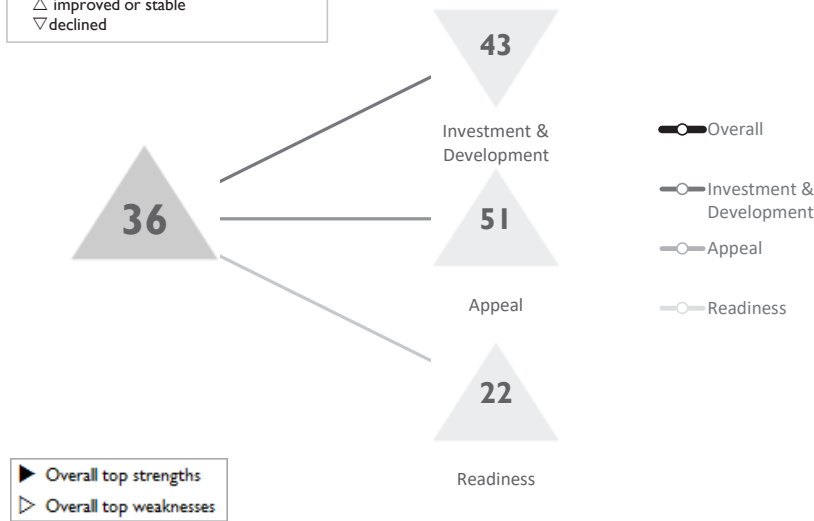 △ improved or stable
▽ declined
43
Investment &
Development
36
51
Appeal
22
Readiness
Overall
Investment &
Development
Appeal
Readiness
▶ Overall top strengths
▷ Overall top weaknesses